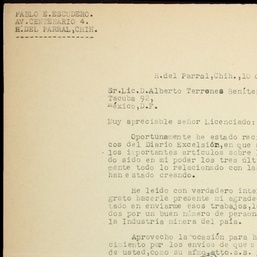 PABLO E. ESCUDERO.
AV. CENTENARIO 4.
H. DEL PARRAL, CHIH.
H. del Parral, Chih., 10 d
Sr. Lic. D. Alberto Terrones Benítez
Tacuba 92,
México, D.F.
Muy apreciable señor Licenciado:
Oportunamente he estado reci
cos del Diario Excelsior, en que s
los importantes artículos sobre
do sido en mi poder los tres últ
mente todo lo relacionado con la
han estado creando.
He leído con verdadero inte
grato hacerle presente mi agrade
tado en enviarme esos trabajos, l
das por un buen número de person
la Industria minera del país.
Aprovecho la ocasión para h
cimiento por los envíos de que s
de usted, como su afmo. atto. s.s.